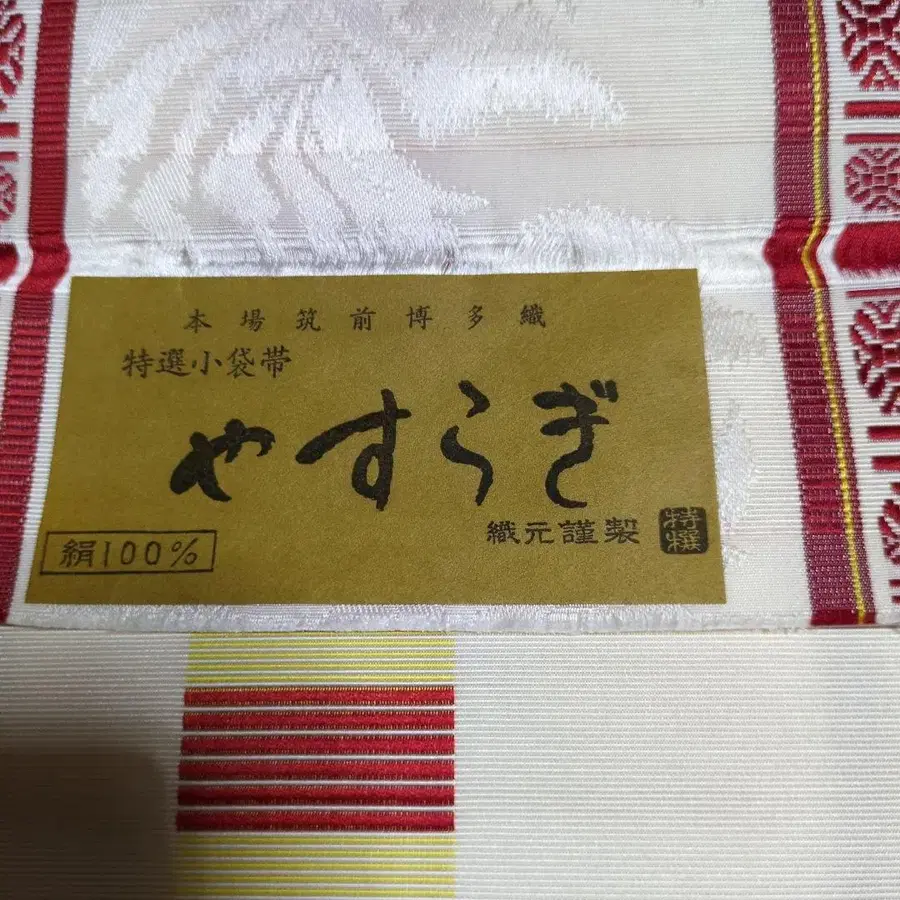 本場筑前博多織
特選小袋帯
やすらぎ
織元謹製 特撰
絹100%